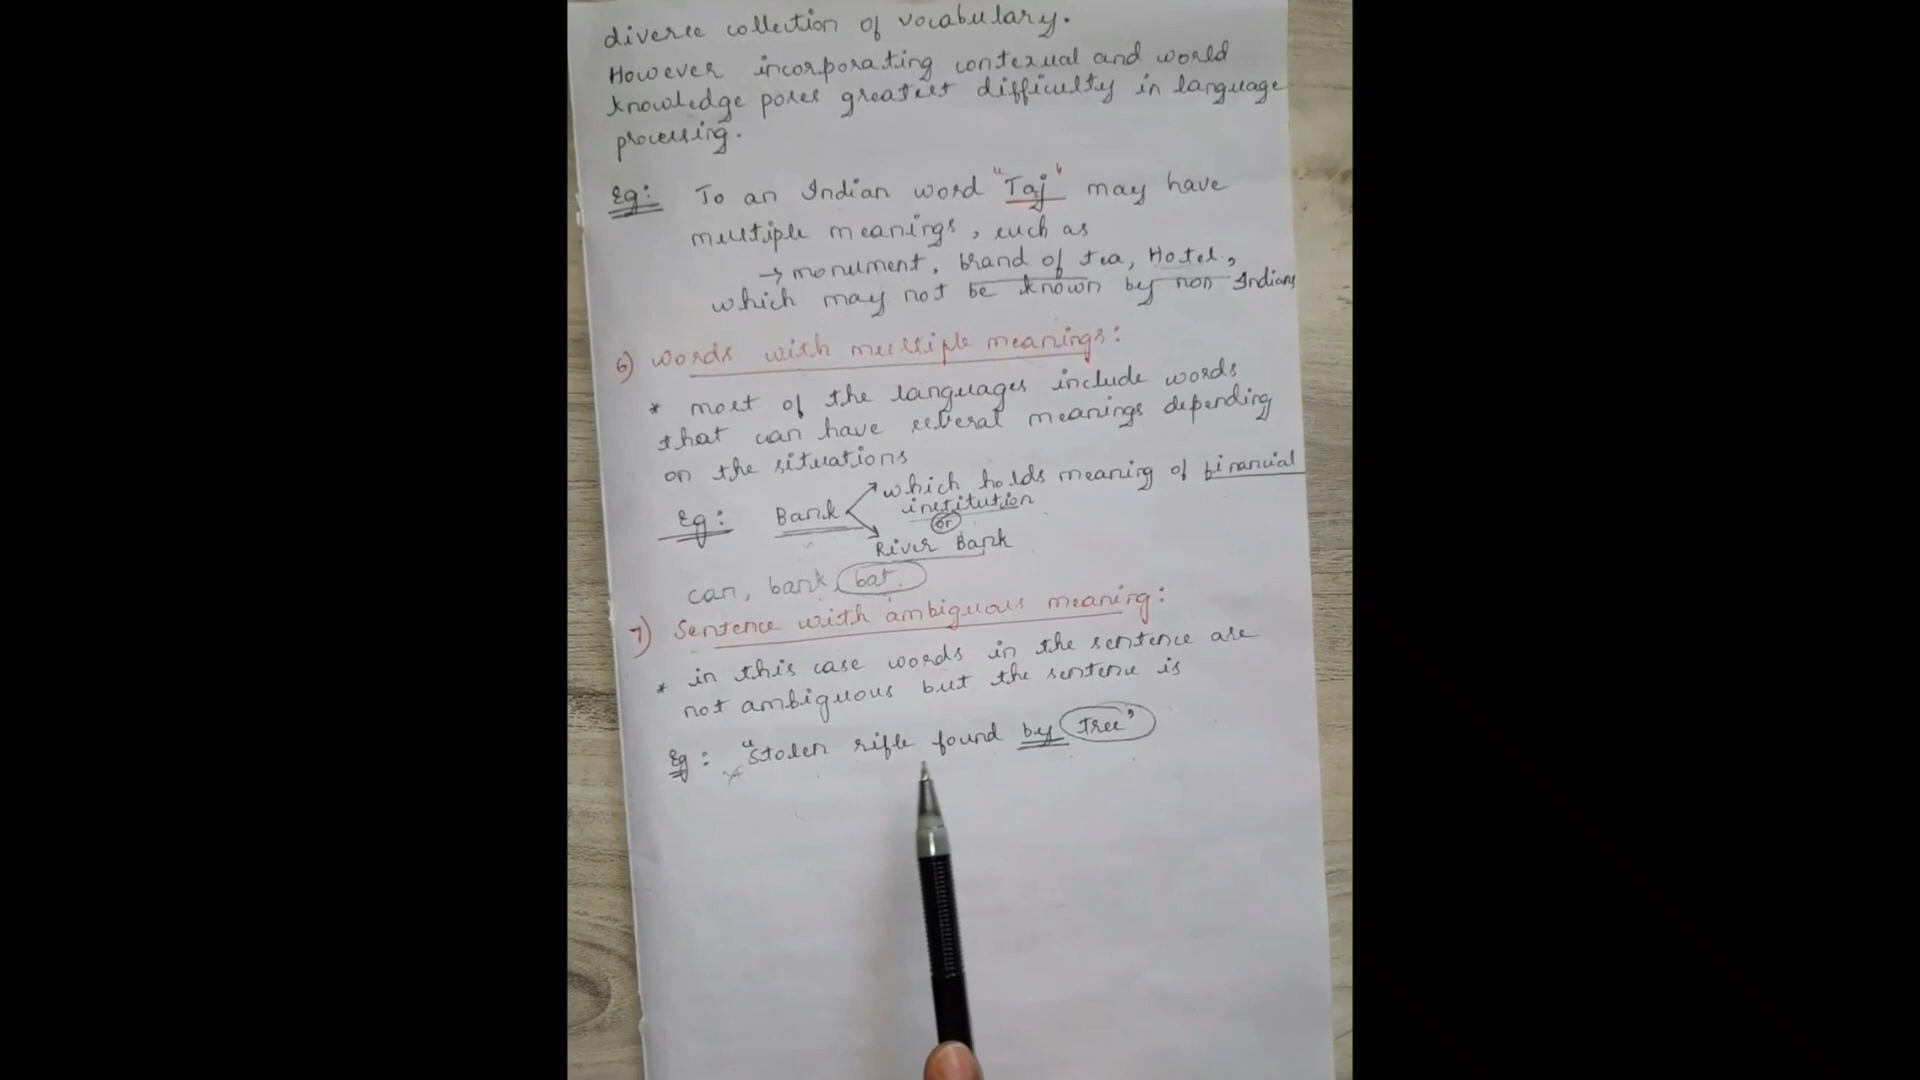 diverse collection of vocabulary.
However incorporating contexual and world
knowledge poses greatest difficulty in language
processing.
Eg: To an Indian word "Taj" may have
multiple meanings, such as
→ monument, brand of tea, Hotel,
which may not be known by non Indians
6) words with multiple meanings:
* most of the languages include words
that can have several meanings depending
on the situations
Eg: Bank which holds meaning of financial
institution
or
River Bank
can, bank, bat.
7) Sentence with ambiguous meaning:
* in this case words in the sentence are
not ambiguous but the sentence is
Eg: "Stolen rifle found by tree"